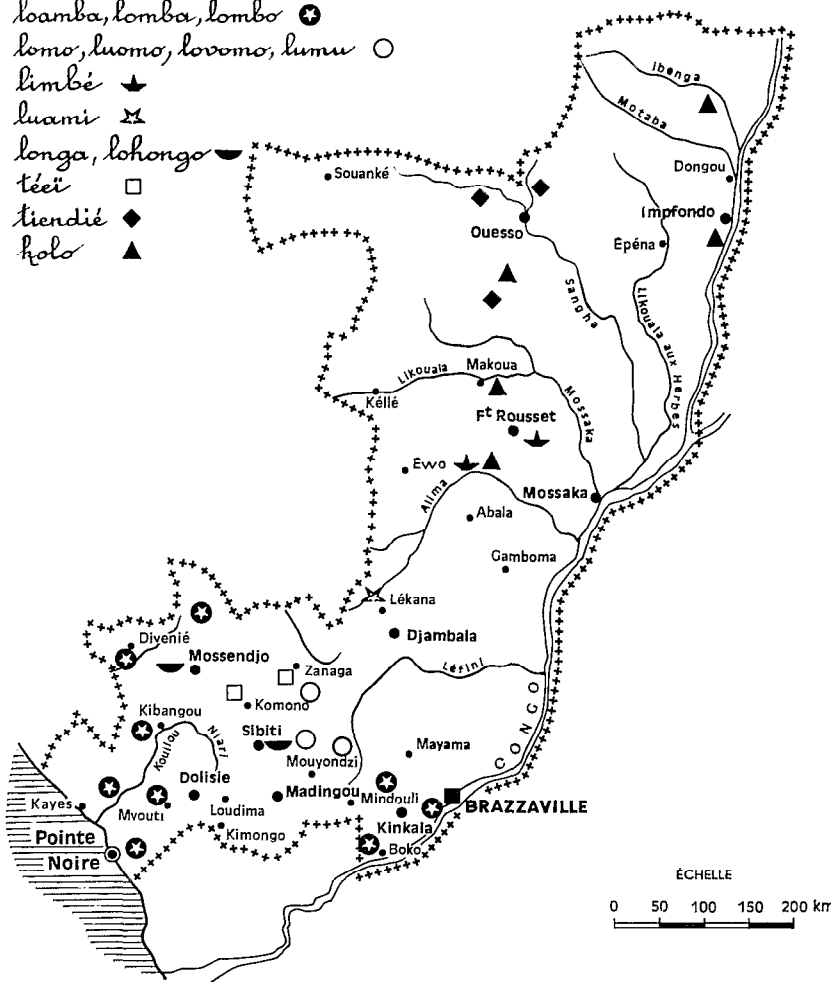 loamba, lomba, lombo
lomo, luomo, lovomo, lumu
limbé
luami
longa, lohongo
téeï
tiendié
kolo
Ibenga
Motaba
Dongou
Souanké
Impfondo
Ouesso
Épéna
Sangha
Likouala aux Herbes
Likouala
Makoua
Kéllé
Mossaka
Ft Rousset
Ewo
Alima
Mossaka
Abala
Gamboma
Lékana
Djambala
Divenié
Mossendjo
Zanaga
Léfini
Komono
Kibangou
CONGO
Kouilou
Niari
Sibiti
Mayama
Mouyondzi
Dolisie
Madingou
Mindouli
BRAZZAVILLE
Kayes
Mvouti
Loudima
Kinkala
Kimongo
Pointe
Noire
Boko
ÉCHELLE
0 50 100 150 200 km